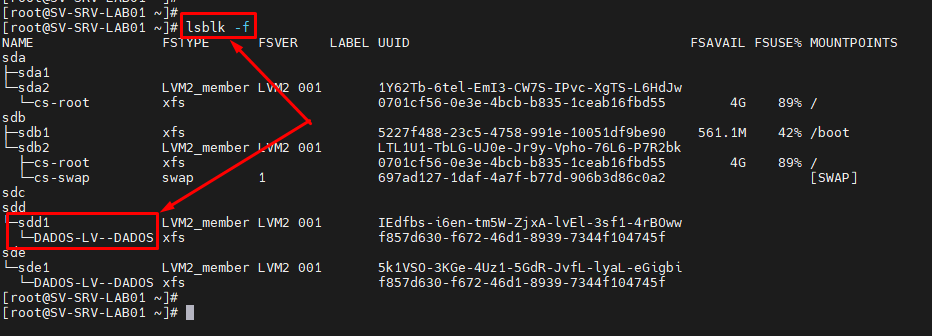 [root@SV-SRV-LAB01 ~]#
[root@SV-SRV-LAB01 ~]#
[root@SV-SRV-LAB01 ~]# lsblk -f
NAME FSTYPE FSVER LABEL UUID FSAVAIL FSUSE% MOUNTPOINTS
sda
├─sda1
└─sda2 LVM2_member LVM2 001 1Y62Tb-6tel-EmI3-CW7S-IPvc-XgTS-L6HdJw
└─cs-root xfs 0701cf56-0e3e-4bcb-b835-1ceab16fbd55 4G 89% /
sdb
├─sdb1 xfs 5227f488-23c5-4758-991e-10051df9be90 561.1M 42% /boot
└─sdb2 LVM2_member LVM2 001 LTL1U1-TbLG-UJ0e-Jr9y-Vpho-76L6-P7R2bk
├─cs-root xfs 0701cf56-0e3e-4bcb-b835-1ceab16fbd55 4G 89% /
└─cs-swap swap 1 697ad127-1daf-4a7f-b77d-906b3d86c0a2 [SWAP]
sdc
sdd
└─sdd1 LVM2_member LVM2 001 IEdfbs-i6en-tm5W-ZjxA-lvEl-3sf1-4rBOww
└─DADOS-LV--DADOS xfs f857d630-f672-46d1-8939-7344f104745f
sde
└─sde1 LVM2_member LVM2 001 5k1VSO-3KGe-4Uz1-5GdR-JvfL-lyaL-eGigbi
└─DADOS-LV--DADOS xfs f857d630-f672-46d1-8939-7344f104745f
[root@SV-SRV-LAB01 ~]#
[root@SV-SRV-LAB01 ~]#